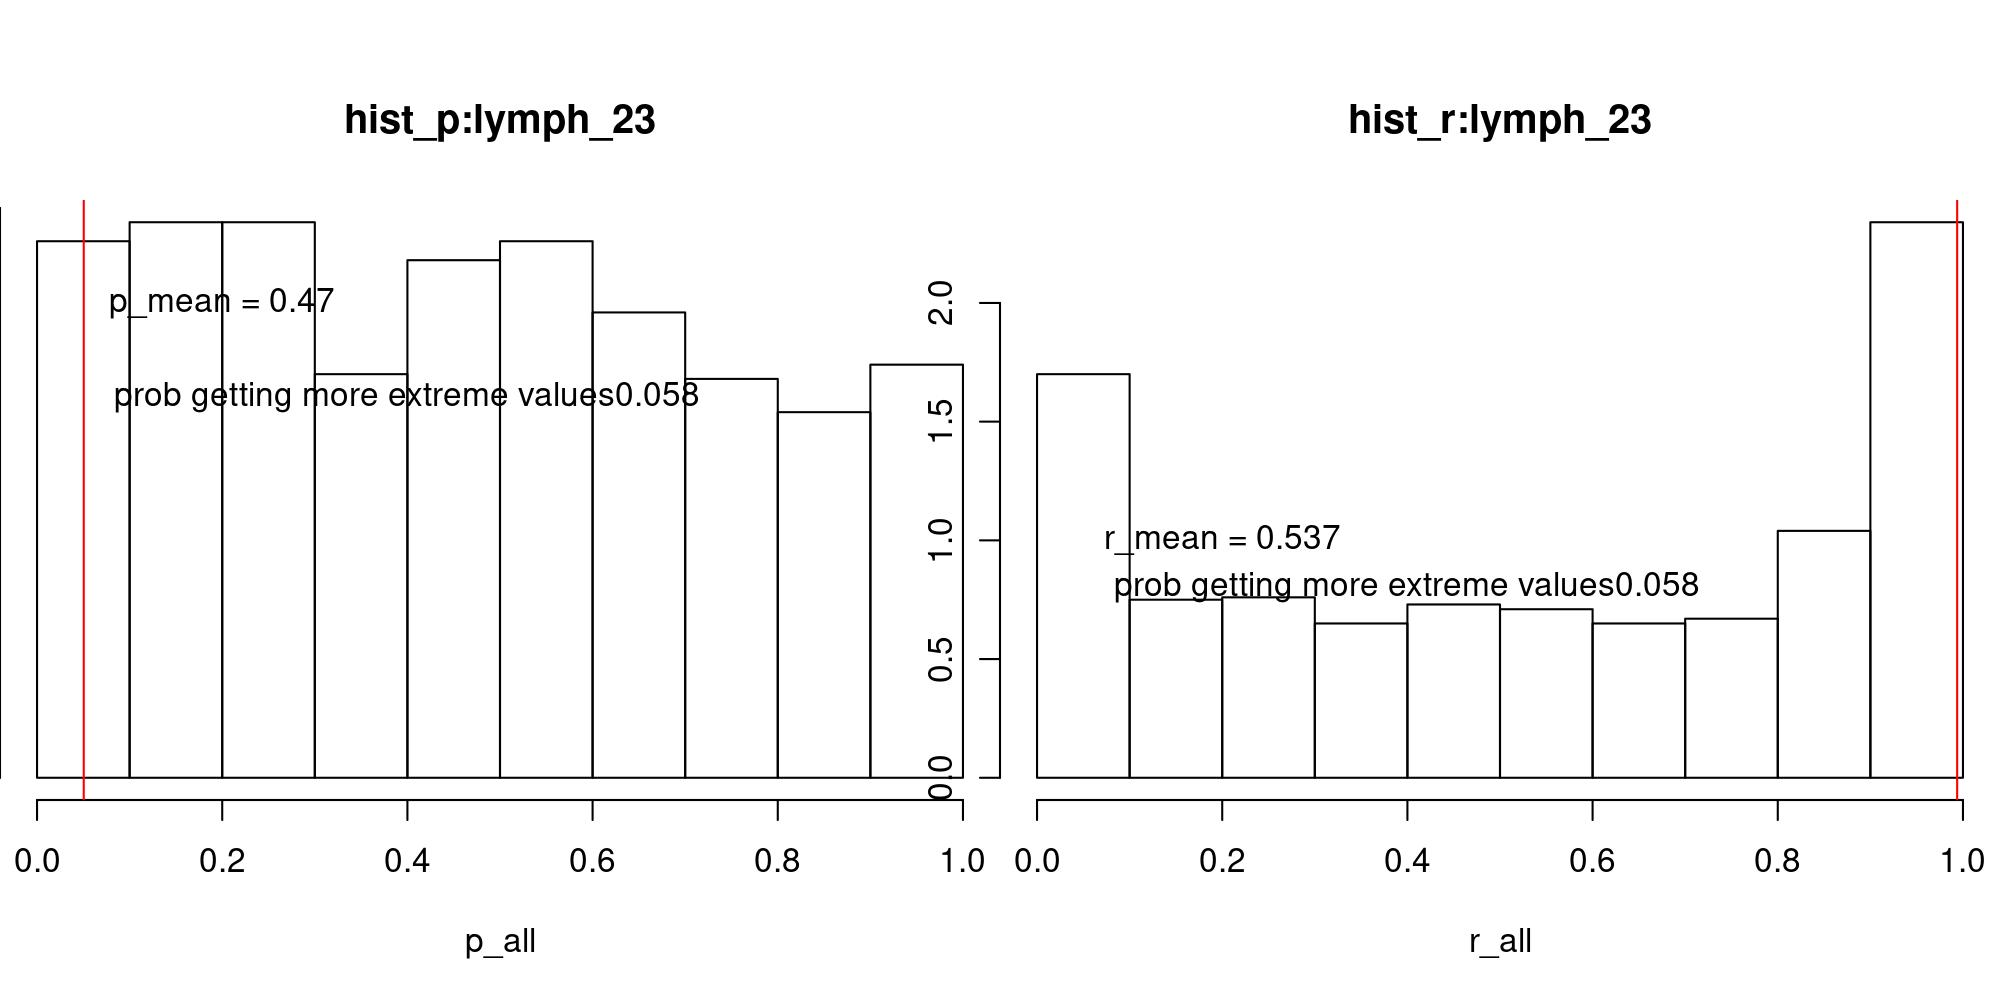 hist_p:lymph_23
p_mean = 0.47
prob getting more extreme values0.058
0.0 0.2 0.4 0.6 0.8 1.0
p_all
hist_r:lymph_23
2.0
1.5
1.0
0.5
0.0
r_mean = 0.537
prob getting more extreme values0.058
0.0 0.2 0.4 0.6 0.8 1.0
r_all